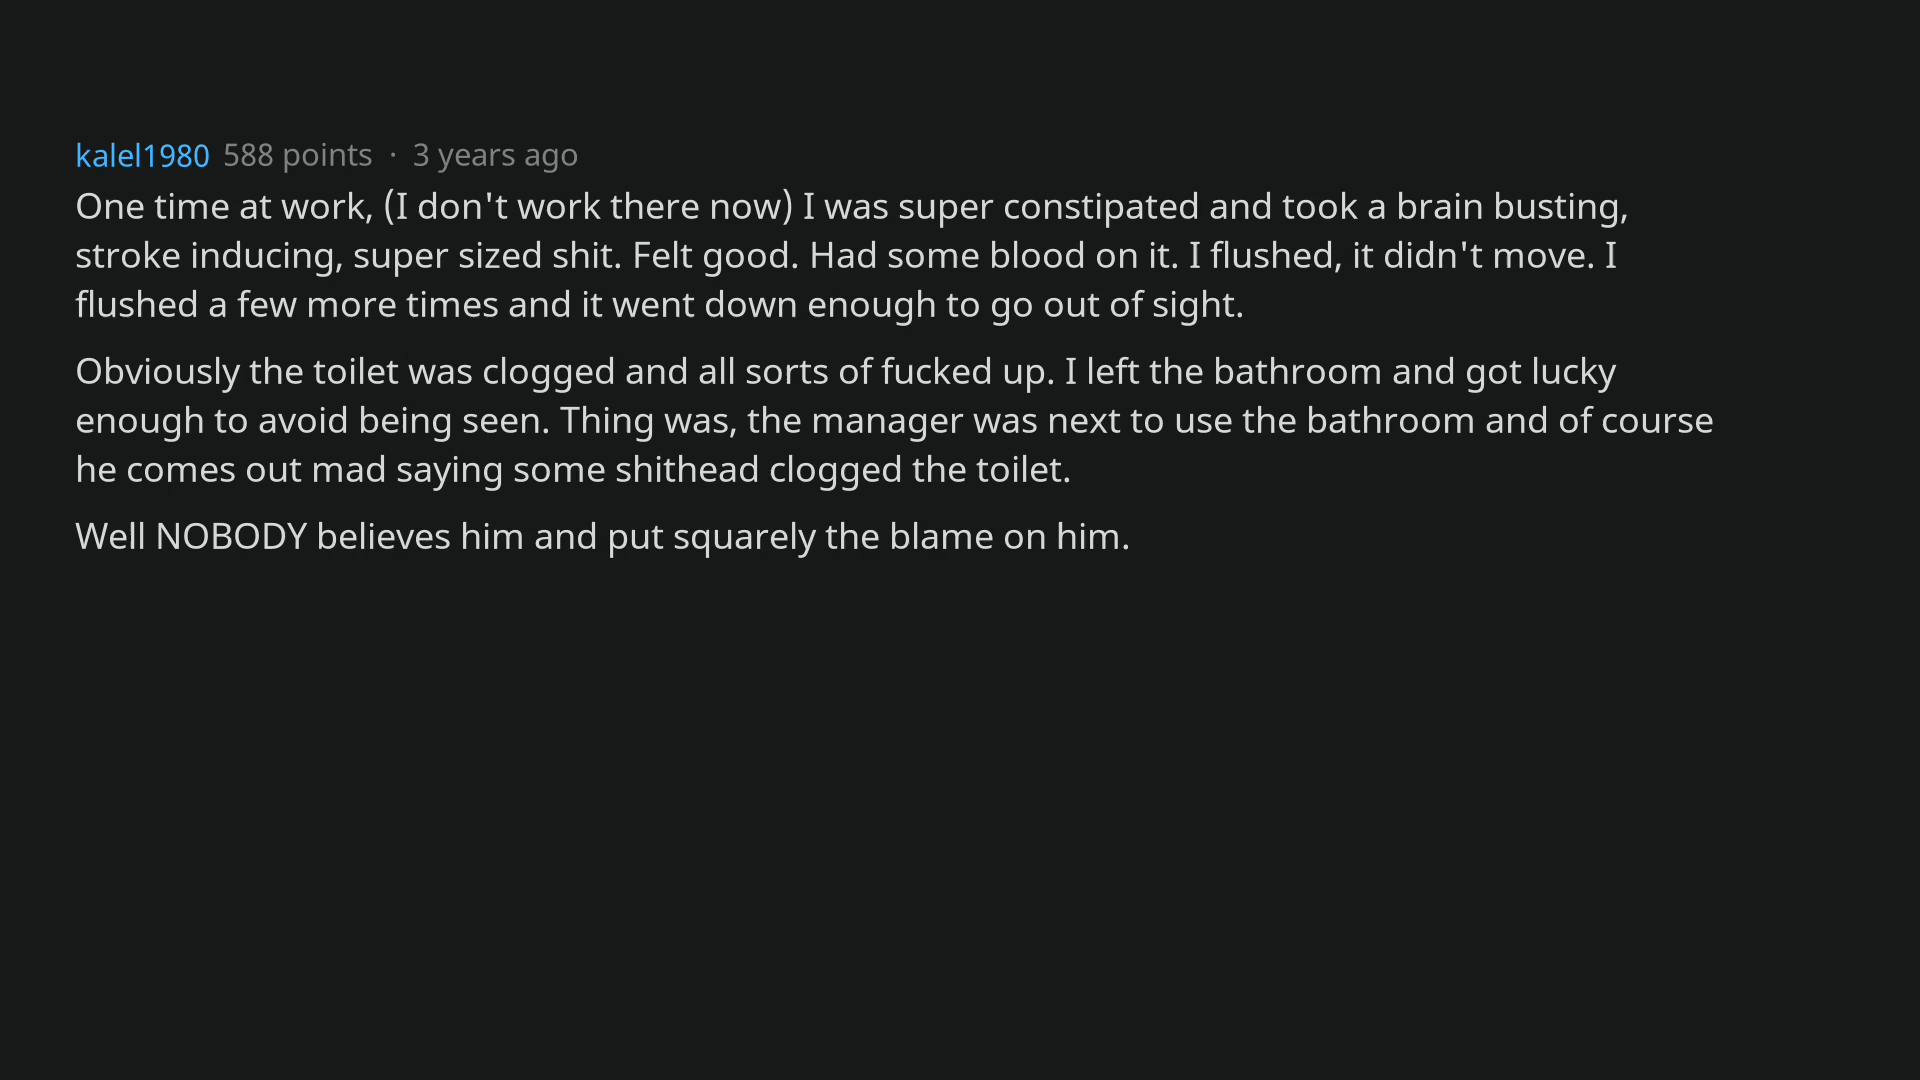 kalel1980 588 points · 3 years ago
One time at work, (I don't work there now) I was super constipated and took a brain busting,
stroke inducing, super sized shit. Felt good. Had some blood on it. I flushed, it didn't move. I
flushed a few more times and it went down enough to go out of sight.
Obviously the toilet was clogged and all sorts of fucked up. I left the bathroom and got lucky
enough to avoid being seen. Thing was, the manager was next to use the bathroom and of course
he comes out mad saying some shithead clogged the toilet.
Well NOBODY believes him and put squarely the blame on him.